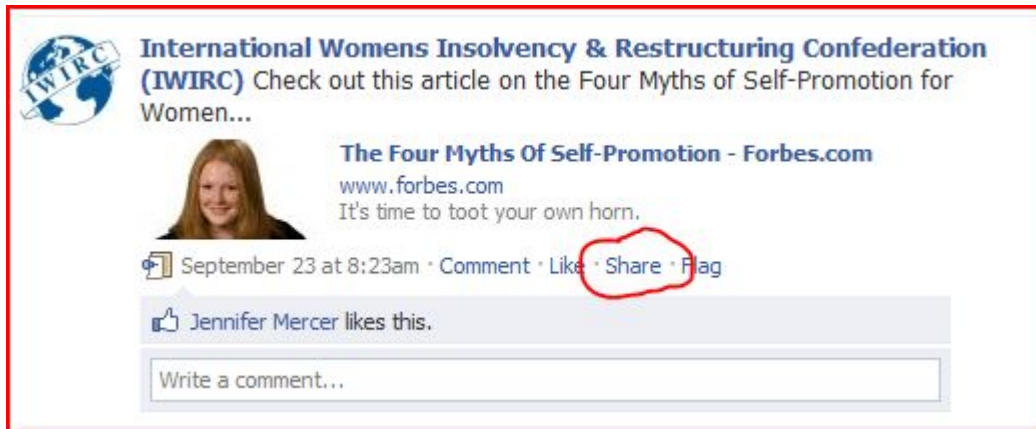 IWIRC
International Womens Insolvency & Restructuring Confederation
(IWIRC) Check out this article on the Four Myths of Self-Promotion for
Women...
The Four Myths Of Self-Promotion - Forbes.com
www.forbes.com
It's time to toot your own horn.
September 23 at 8:23am · Comment · Like · Share · Flag
Jennifer Mercer likes this.
Write a comment...